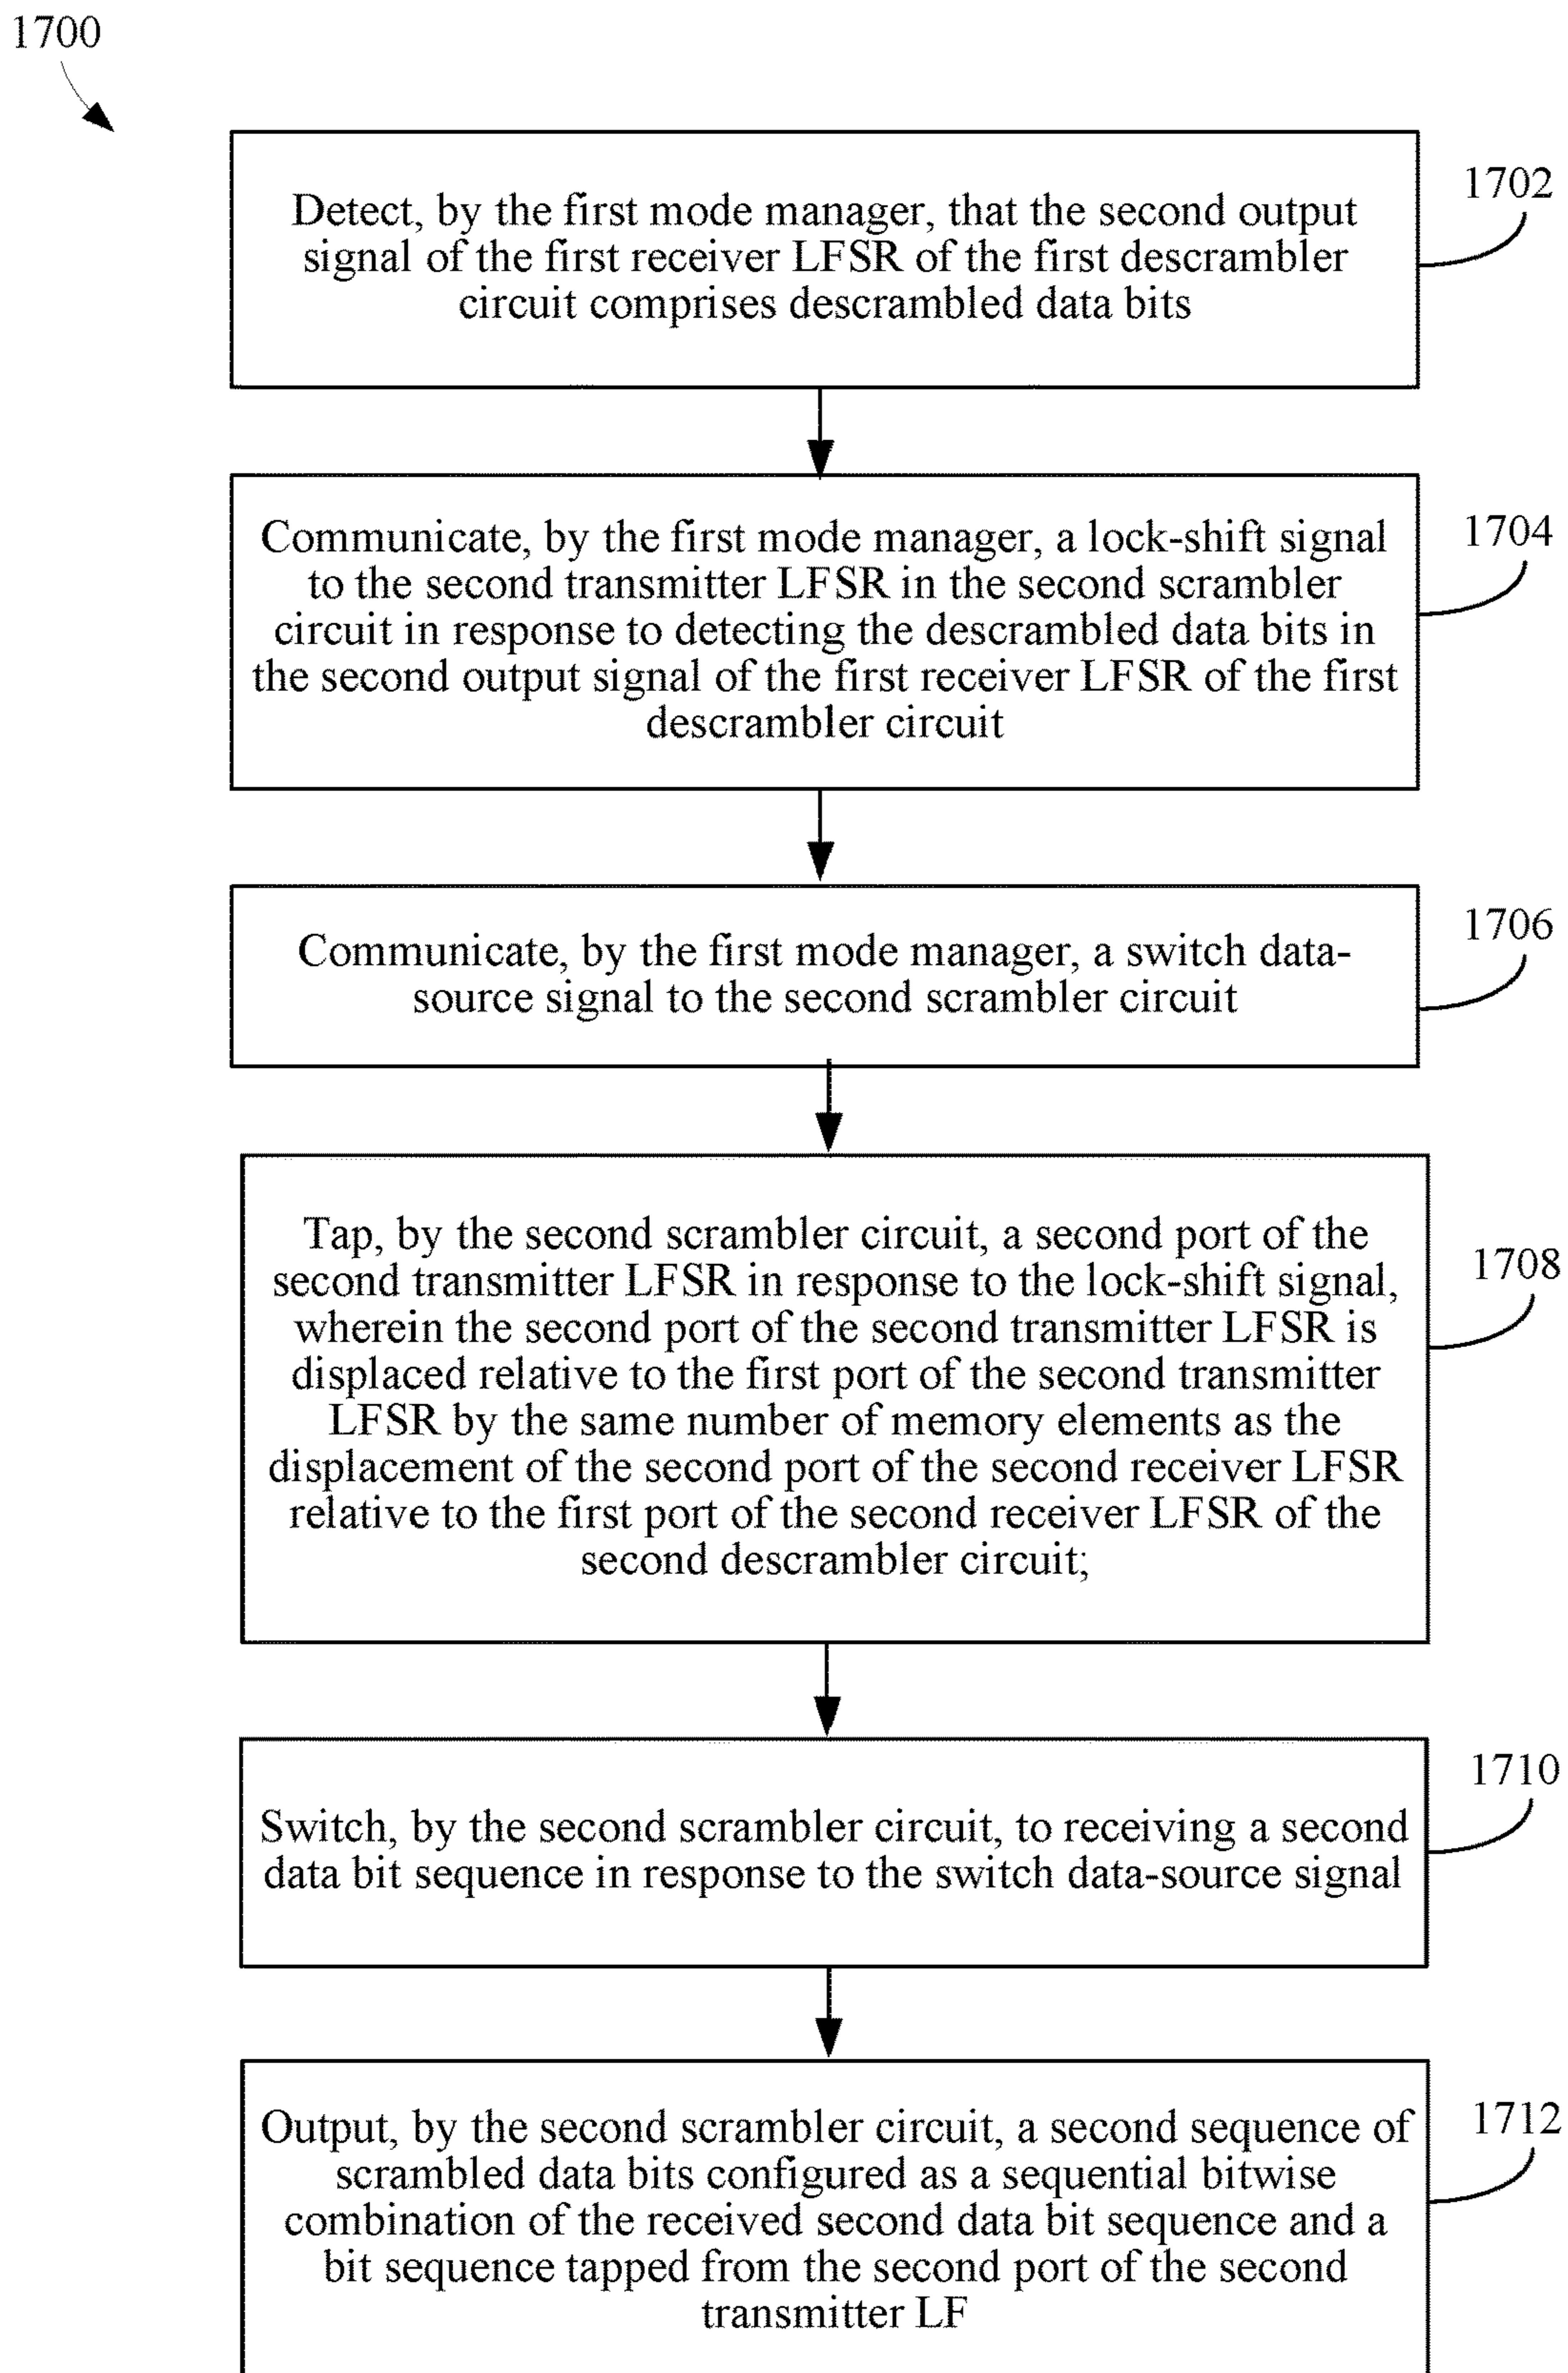 1700
Detect, by the first mode manager, that the second output
signal of the first receiver LFSR of the first descrambler
circuit comprises descrambled data bits
1702
Communicate, by the first mode manager, a lock-shift signal
to the second transmitter LFSR in the second scrambler
circuit in response to detecting the descrambled data bits in
the second output signal of the first receiver LFSR of the first
descrambler circuit
1704
Communicate, by the first mode manager, a switch data-
source signal to the second scrambler circuit
1706
Tap, by the second scrambler circuit, a second port of the
second transmitter LFSR in response to the lock-shift signal,
wherein the second port of the second transmitter LFSR is
displaced relative to the first port of the second transmitter
LFSR by the same number of memory elements as the
displacement of the second port of the second receiver LFSR
relative to the first port of the second receiver LFSR of the
second descrambler circuit;
1708
Switch, by the second scrambler circuit, to receiving a second
data bit sequence in response to the switch data-source signal
1710
Output, by the second scrambler circuit, a second sequence of
scrambled data bits configured as a sequential bitwise
combination of the received second data bit sequence and a
bit sequence tapped from the second port of the second
transmitter LF
1712